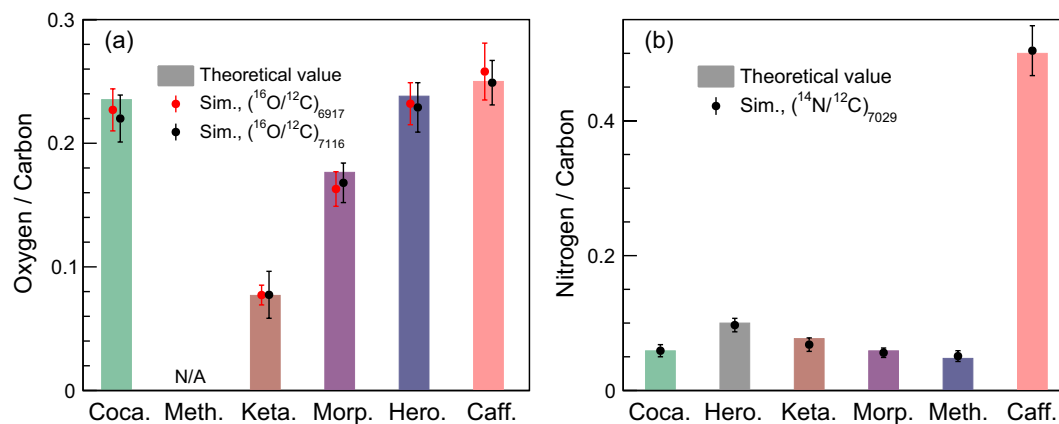 (a)
Theoretical value
Sim., (¹⁶O/¹²C)₆₉₁₇
Sim., (¹⁶O/¹²C)₇₁₁₆
Oxygen / Carbon
0.3
0.2
0.1
0
N/A
Coca. Meth. Keta. Morp. Hero. Caff.
(b)
Theoretical value
Sim., (¹⁴N/¹²C)₇₀₂₉
Nitrogen / Carbon
0.4
0.2
0
Coca. Hero. Keta. Morp. Meth. Caff.